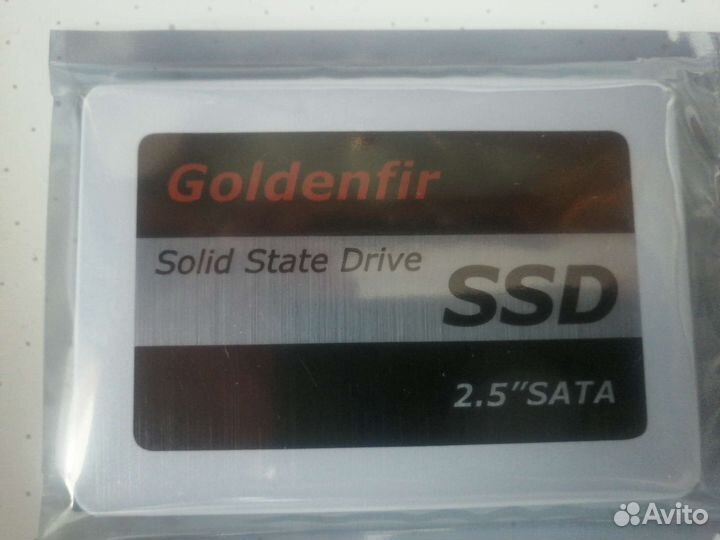 Goldenfir
Solid State Drive
SSD
2.5"SATA
Avito